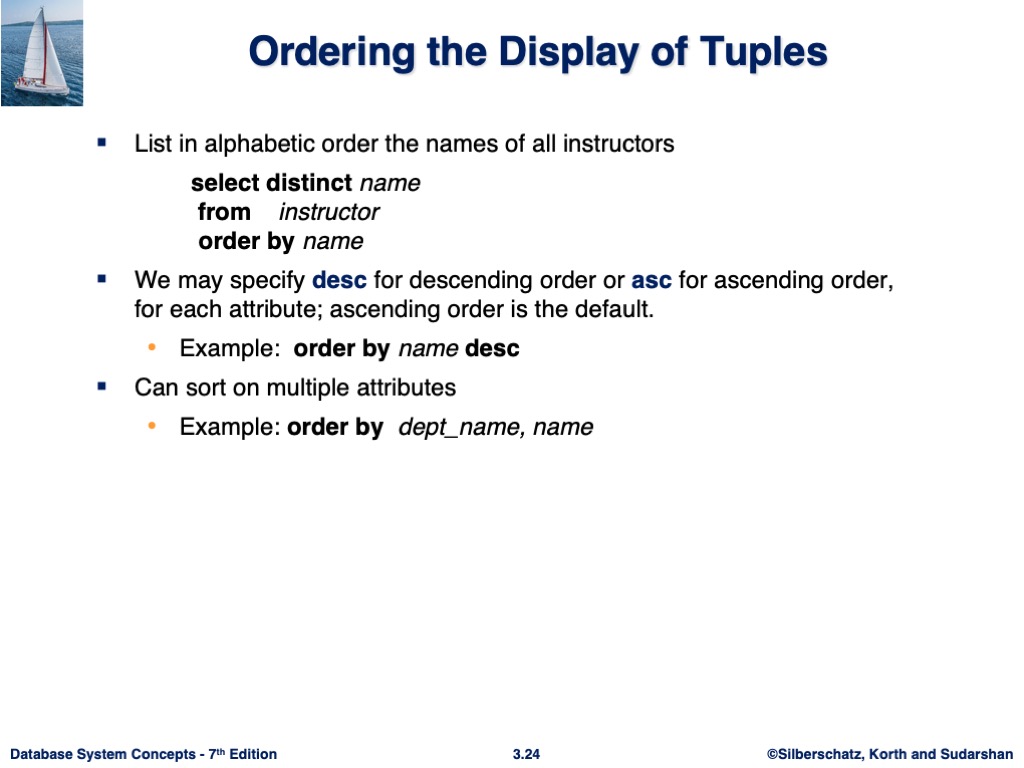 Ordering the Display of Tuples
▪ List in alphabetic order the names of all instructors
select distinct name
from instructor
order by name
▪ We may specify desc for descending order or asc for ascending order,
for each attribute; ascending order is the default.
• Example: order by name desc
▪ Can sort on multiple attributes
• Example: order by dept_name, name
Database System Concepts - 7th Edition
3.24
©Silberschatz, Korth and Sudarshan